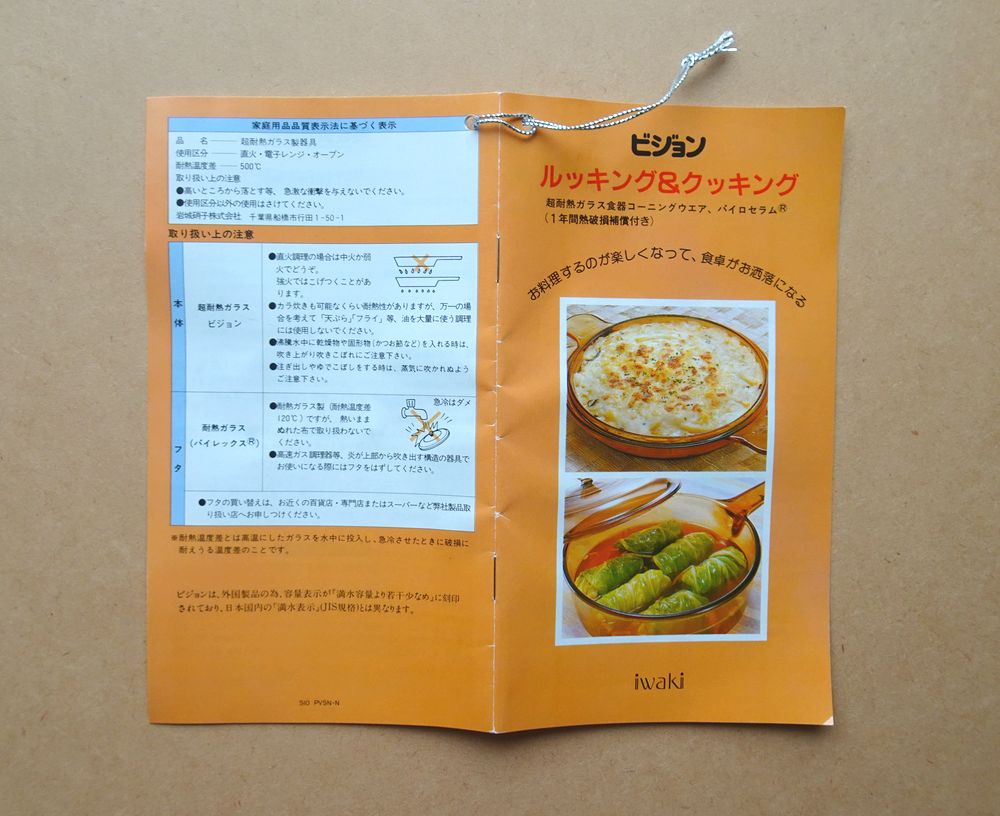 家庭用品品質表示法に基づく表示
品　　名――― 超耐熱ガラス製器具
使用区分――― 直火・電子レンジ・オーブン
耐熱温度差――500℃
取り扱い上の注意
●高いところから落とす等、急激な衝撃を与えないでください。
●使用区分以外の使用はさけてください。
岩城硝子株式会社　千葉県船橋市行田1-50-1
取り扱い上の注意
本体
超耐熱ガラス
ビジョン
●直火調理の場合は中火か弱
火でどうぞ。
強火ではこげつくことがあ
ります。
●カラ炊きも可能なくらい耐熱性がありますが、万一の場
合を考えて「天ぷら」「フライ」等、油を大量に使う調理
には使用しないでください。
●沸騰水中に乾燥物や固形物(かつお節など)を入れる時は、
吹き上がり吹きこぼれにご注意下さい。
●注ぎ出しやゆでこぼしをする時は、蒸気に吹かれぬよう
ご注意下さい。
フタ
耐熱ガラス
(パイレックス®)
●耐熱ガラス製(耐熱温度差
120℃)ですが、熱いまま
ぬれた布で取り扱わないで
ください。
急冷はダメ
●高速ガス調理器等、炎が上部から吹き出す構造の器具で
お使いになる際にはフタをはずしてください。
●フタの買い替えは、お近くの百貨店・専門店またはスーパーなど弊社製品取
り扱い店へお申しつけください。
※耐熱温度差とは高温にしたガラスを水中に投入し、急冷させたときに破損に
耐えうる温度差のことです。
ビジョンは、外国製品の為、容量表示が「満水容量より若干少なめ」に刻印
されており、日本国内の「満水表示」(JIS規格)とは異なります。
SIO PVSN-N
ビジョン
ルッキング&クッキング
超耐熱ガラス食器コーニングウエア、パイロセラム®
(1年間熱破損補償付き)
お料理するのが楽しくなって、食卓がお洒落になる
iwaki